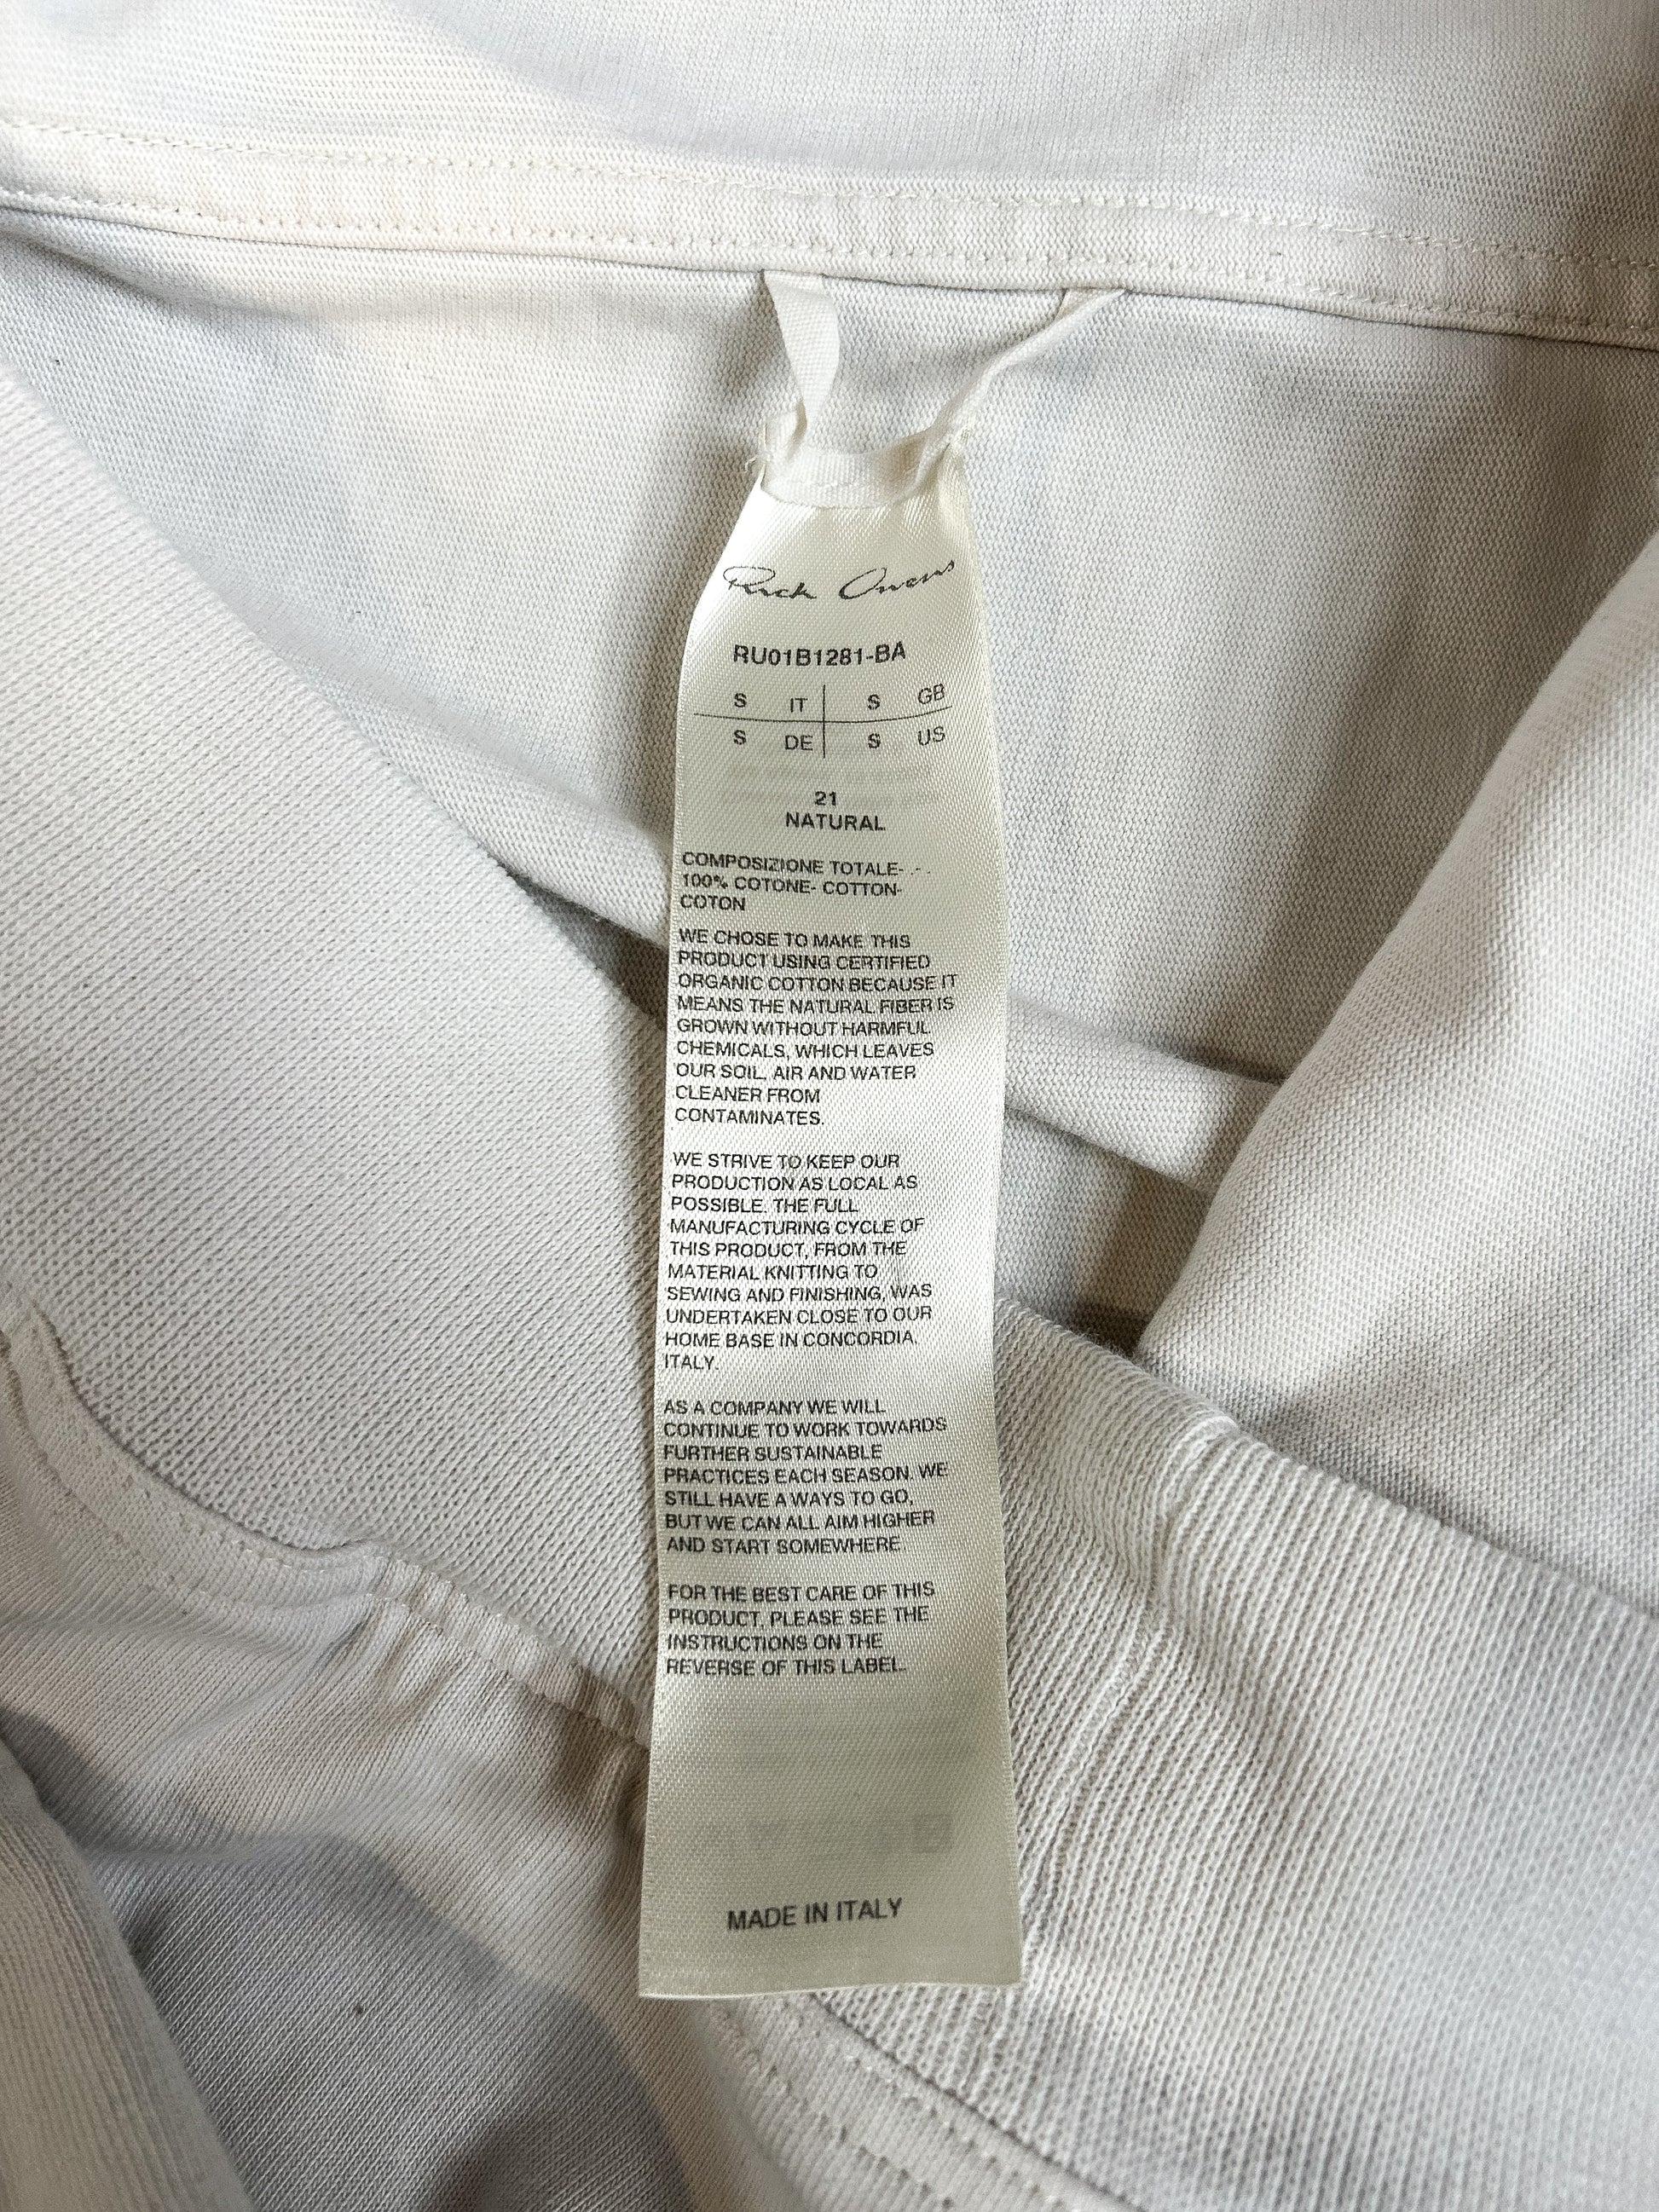 Rick Owens
RU01B1281-BA
S IT S GB
S DE S US
21
NATURAL
COMPOSIZIONE TOTALE- - -
100% COTONE- COTTON-
COTON
WE CHOSE TO MAKE THIS
PRODUCT USING CERTIFIED
ORGANIC COTTON BECAUSE IT
MEANS THE NATURAL FIBER IS
GROWN WITHOUT HARMFUL
CHEMICALS, WHICH LEAVES
OUR SOIL, AIR AND WATER
CLEANER FROM
CONTAMINATES.
WE STRIVE TO KEEP OUR
PRODUCTION AS LOCAL AS
POSSIBLE. THE FULL
MANUFACTURING CYCLE OF
THIS PRODUCT, FROM THE
MATERIAL KNITTING TO
SEWING AND FINISHING, WAS
UNDERTAKEN CLOSE TO OUR
HOME BASE IN CONCORDIA,
ITALY.
AS A COMPANY WE WILL
CONTINUE TO WORK TOWARDS
FURTHER SUSTAINABLE
PRACTICES EACH SEASON. WE
STILL HAVE A WAYS TO GO,
BUT WE CAN ALL AIM HIGHER
AND START SOMEWHERE
FOR THE BEST CARE OF THIS
PRODUCT, PLEASE SEE THE
INSTRUCTIONS ON THE
REVERSE OF THIS LABEL.
MADE IN ITALY